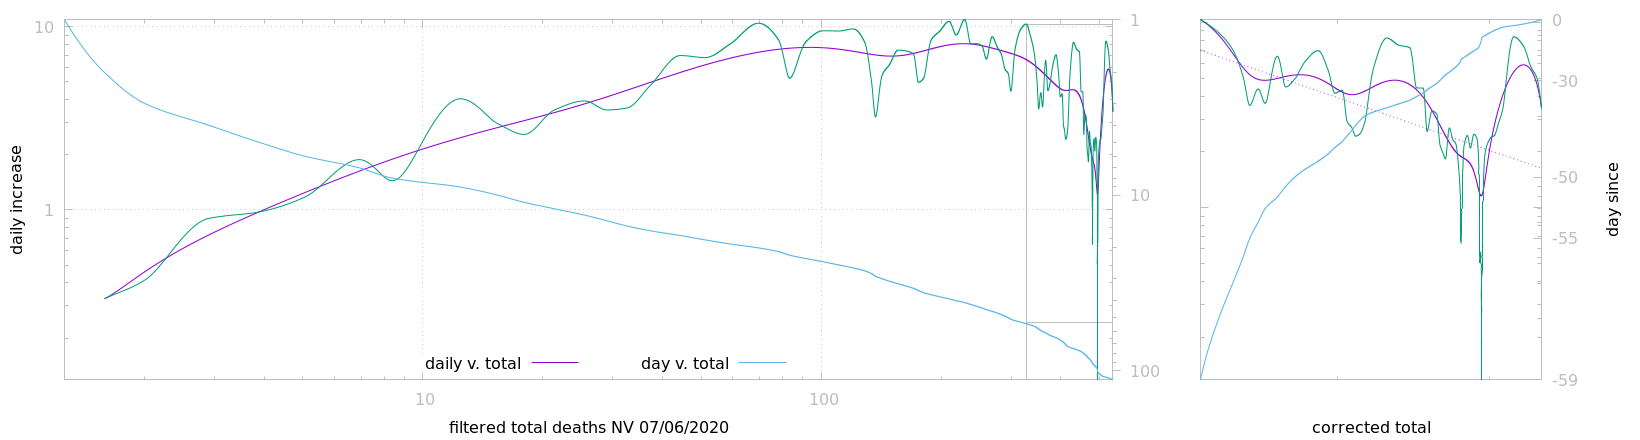 10
1
daily increase
daily v. total
day v. total
10
100
filtered total deaths NV 07/06/2020
1
10
100
0
-30
-50
-55
-59
day since
corrected total